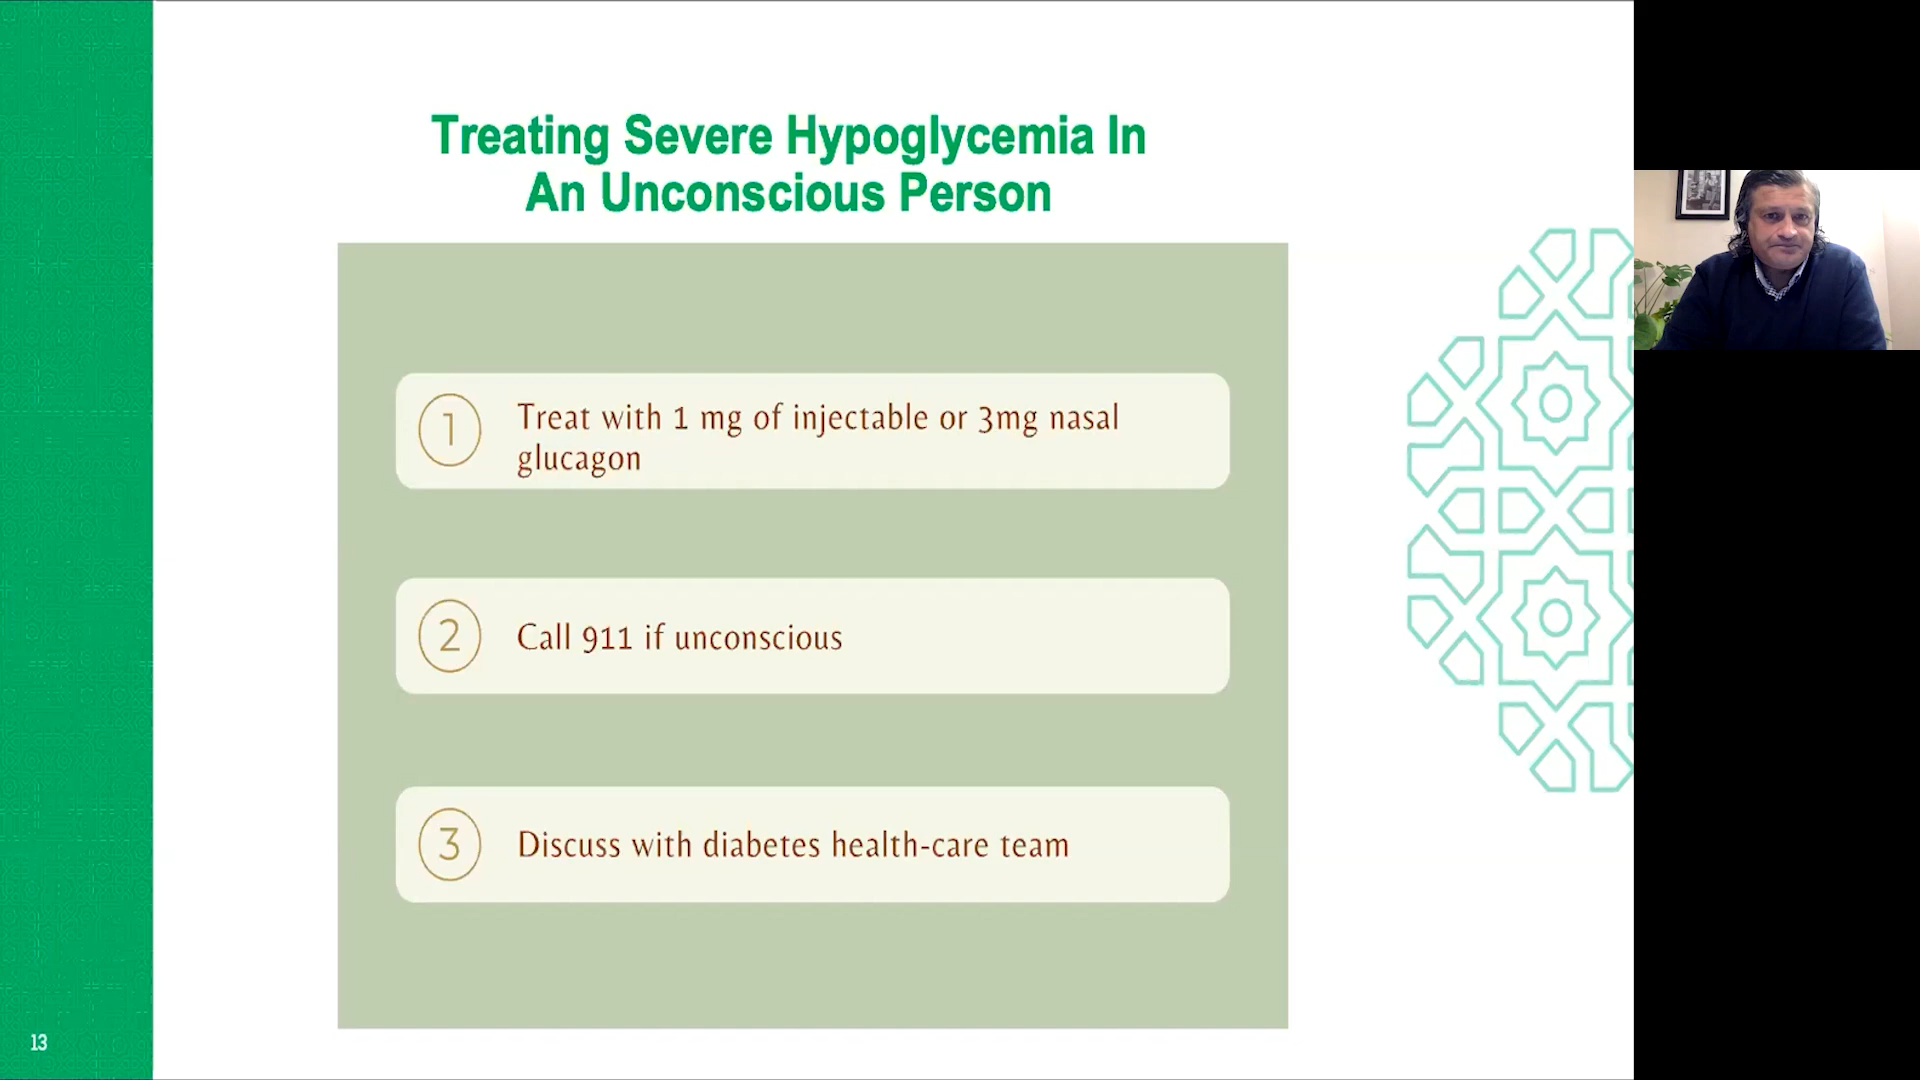 Treating Severe Hypoglycemia In
An Unconscious Person
1
Treat with 1 mg of injectable or 3mg nasal
glucagon
2
Call 911 if unconscious
3
Discuss with diabetes health-care team
13